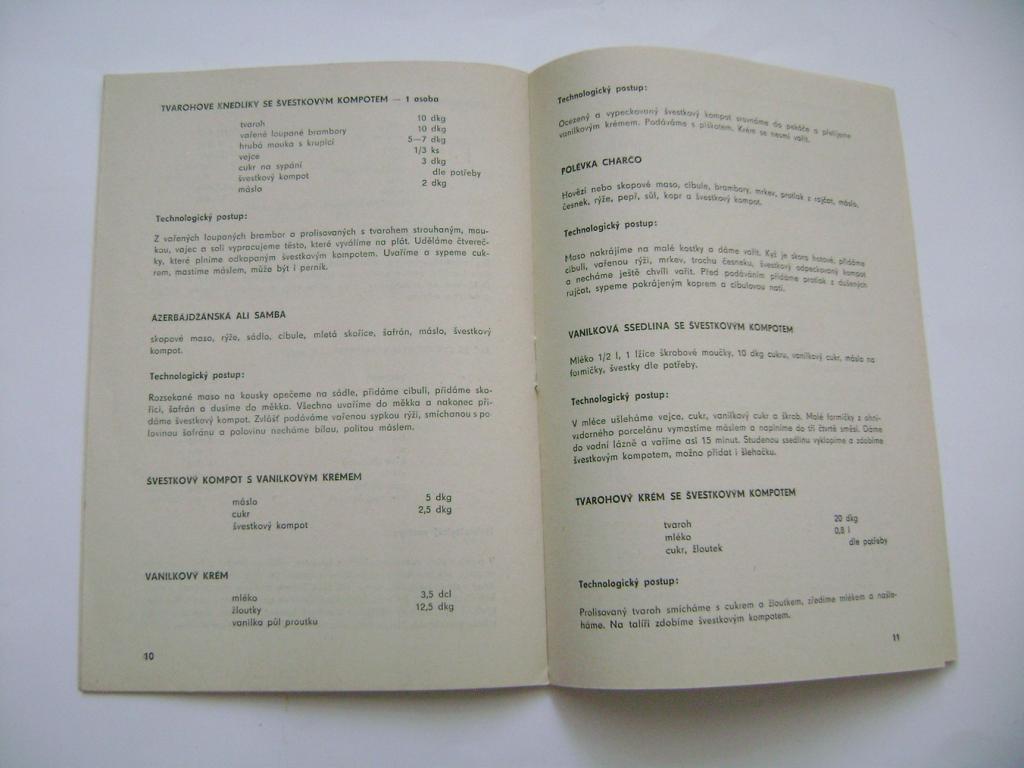 TVAROHOVÉ KNEDLÍKY SE ŠVESTKOVÝM KOMPOTEM — 1 osoba
tvaroh 10 dkg
vařené loupané brambory 10 dkg
hrubá mouka s krupicí 5—7 dkg
vejce 1/3 ks
cukr na sypání 3 dkg
švestkový kompot dle potřeby
máslo 2 dkg
Technologický postup:
Z vařených loupaných brambor a prolisovaných s tvarohem strouhaným, mou-
kou, vajec a soli vypracujeme těsto, které vyválíme na plát. Uděláme čtvereč-
ky, které plníme odkapaným švestkovým kompotem. Uvaříme a sypeme cuk-
rem, mastíme máslem, může být i perník.
AZERBAJDŽÁNSKÁ ALI SAMBA
skopové maso, rýže, sádlo, cibule, mletá skořice, šafrán, máslo, švestkový
kompot.
Technologický postup:
Rozsekané maso na kousky opečeme na sádle, přidáme cibuli, přidáme sko-
řici, šafrán a dusíme do měkka. Všechno uvaříme do měkka a nakonec při-
dáme švestkový kompot. Zvlášť podáváme vařenou sypkou rýži, smíchanou s po-
lovinou šafránu a polovinu necháme bílou, politou máslem.
ŠVESTKOVÝ KOMPOT S VANILKOVÝM KRÉMEM
máslo 5 dkg
cukr 2,5 dkg
švestkový kompot
VANILKOVÝ KRÉM
mléko 3,5 dcl
žloutky 12,5 dkg
vanilka půl proutku
10
Technologický postup:
Ocezený a vypeckovaný švestkový kompot srovnáme do pekáče a přelijeme
vanilkovým krémem. Podáváme s piškotem. Krém se nesmí vařit.
POLÉVKA CHARČO
Hovězí nebo skopové maso, cibule, brambory, mrkev, protlak z rajčat, máslo,
česnek, rýže, pepř, sůl, kopr a švestkový kompot.
Technologický postup:
Maso nakrájíme na malé kostky a dáme vařit. Když je skoro hotové, přidáme
cibuli, vařenou rýži, mrkev, trochu česneku, švestkový odpeckovaný kompot
a necháme ještě chvíli vařit. Před podáváním přidáme protlak z dušených
rajčat, sypeme pokrájeným koprem a cibulovou natí.
VANILKOVÁ SSEDLINA SE ŠVESTKOVÝM KOMPOTEM
Mléko 1/2 l, 1 lžíce škrobové moučky, 10 dkg cukru, vanilkový cukr, máslo na
formičky, švestky dle potřeby.
Technologický postup:
V mléce ušleháme vejce, cukr, vanilkový cukr a škrob. Malé formičky z ohni-
vzdorného porcelánu vymastíme máslem a naplníme do tří čtvrtě směsí. Dáme
do vodní lázně a vaříme asi 15 minut. Studenou ssedlinu vyklopíme a zdobíme
švestkovým kompotem, možno přidat i šlehačku.
TVAROHOVÝ KRÉM SE ŠVESTKOVÝM KOMPOTEM
tvaroh 20 dkg
mléko 0,8 l
cukr, žloutek dle potřeby
Technologický postup:
Prolisovaný tvaroh smícháme s cukrem a žloutkem, zředíme mlékem a našle-
háme. Na talíři zdobíme švestkovým kompotem.
11